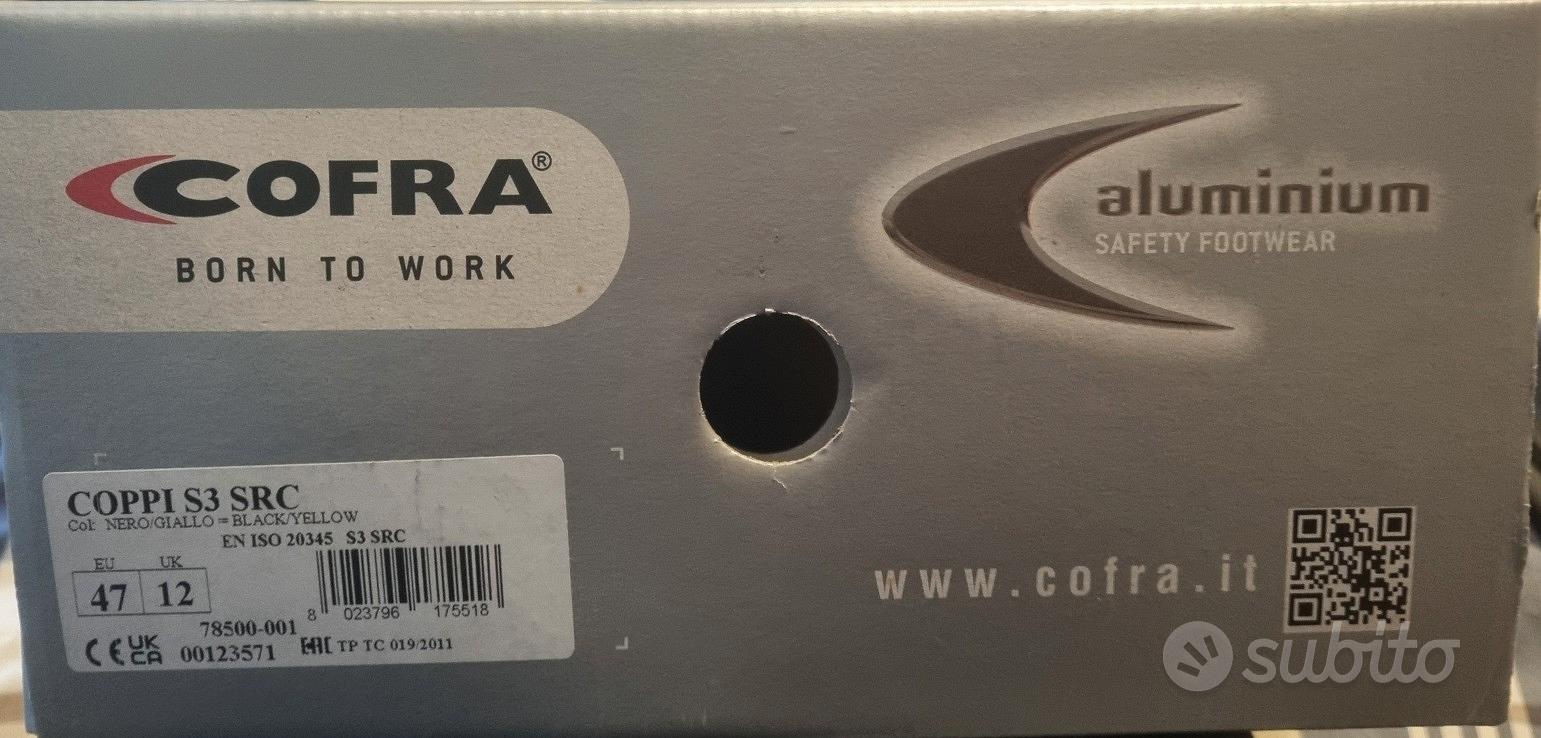 COFRA®
BORN TO WORK
aluminium
SAFETY FOOTWEAR
COPPI S3 SRC
Col: NERO/GIALLO = BLACK/YELLOW
EN ISO 20345 S3 SRC
EU UK
47 12
8 023796 175518
78500-001
CE UK CA 00123571 EAC TP TC 019/2011
www.cofra.it
subito